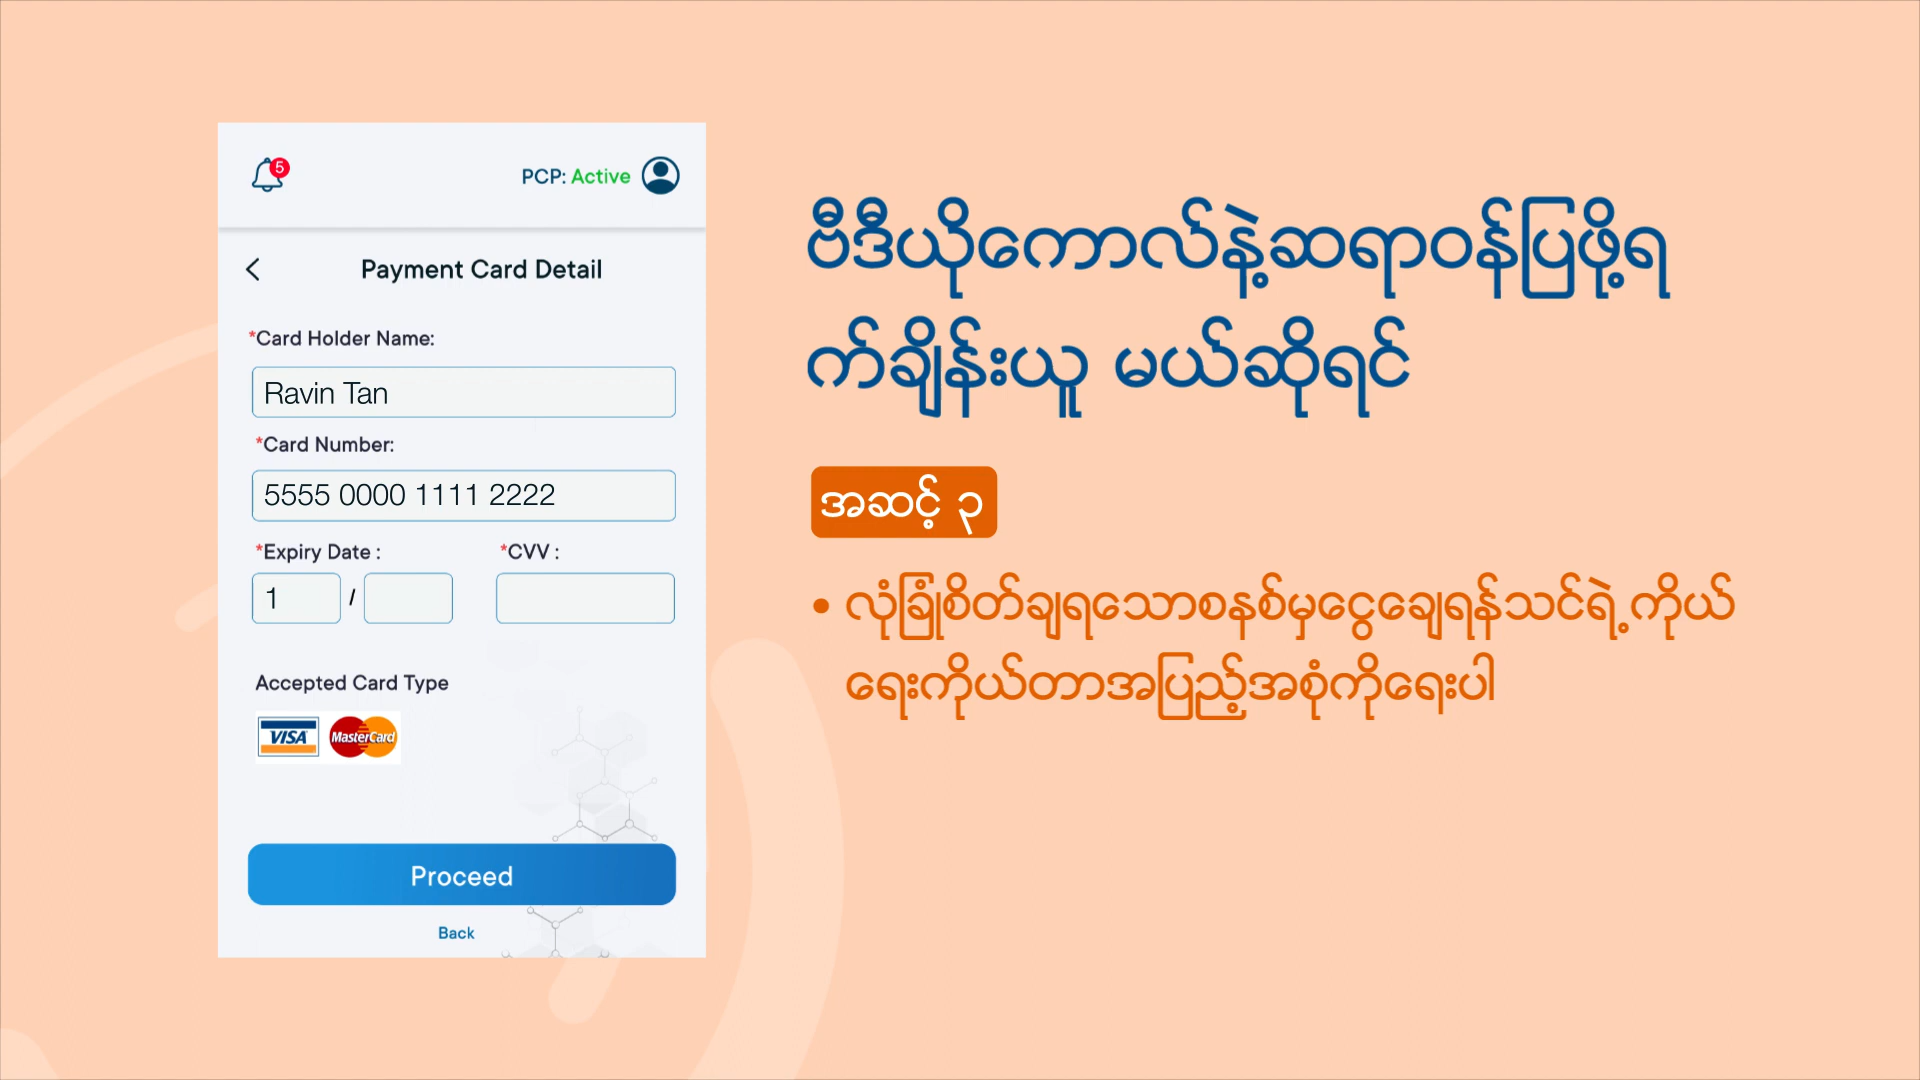 5
PCP: Active
Payment Card Detail
*Card Holder Name:
Ravin Tan
*Card Number:
5555 0000 1111 2222
*Expiry Date :
*CVV :
1 /
Accepted Card Type
VISA MasterCard
Proceed
Back
ဗီဒီယိုကောလ်နဲ့ဆရာဝန်ပြဖို့ရ
က်ချိန်းယူ မယ်ဆိုရင်
အဆင့် ၃
• လုံခြုံစိတ်ချရသောစနစ်မှငွေချေရန်သင်ရဲ့ကိုယ်
ရေးကိုယ်တာအပြည့်အစုံကိုရေးပါ